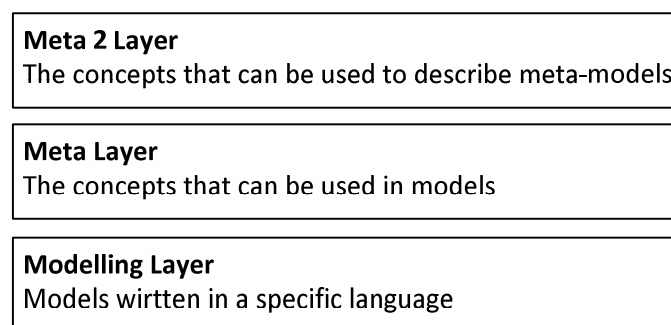 Meta 2 Layer
The concepts that can be used to describe meta-models
Meta Layer
The concepts that can be used in models
Modelling Layer
Models wirtten in a specific language